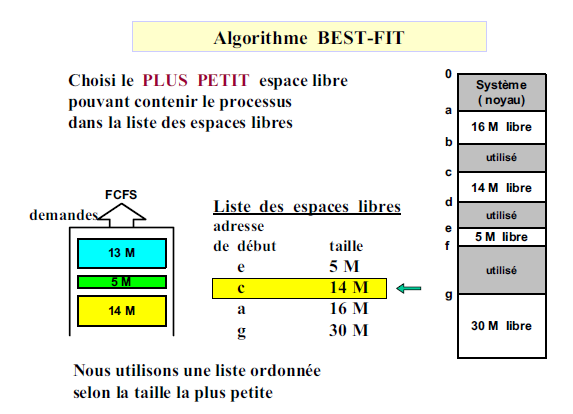 Algorithme BEST-FIT
Choisi le PLUS PETIT espace libre
pouvant contenir le processus
dans la liste des espaces libres
FCFS
demandes
13 M
5 M
14 M
Liste des espaces libres
adresse
de début taille
e 5 M
c 14 M
a 16 M
g 30 M
Nous utilisons une liste ordonnée
selon la taille la plus petite
0
Système
( noyau)
a
16 M libre
b
utilisé
c
14 M libre
d
utilisé
e
5 M libre
f
utilisé
g
30 M libre